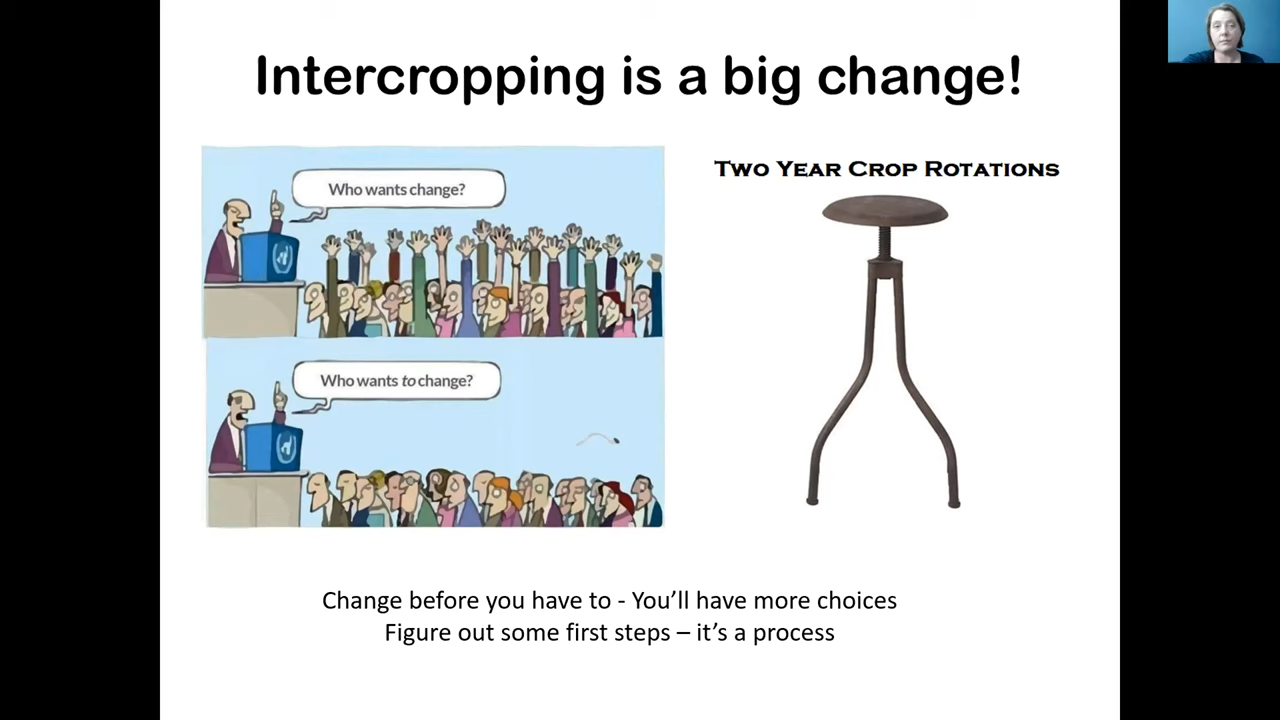 Intercropping is a big change!
Who wants change?
Two Year Crop Rotations
Who wants to change?
Change before you have to - You'll have more choices
Figure out some first steps – it's a process